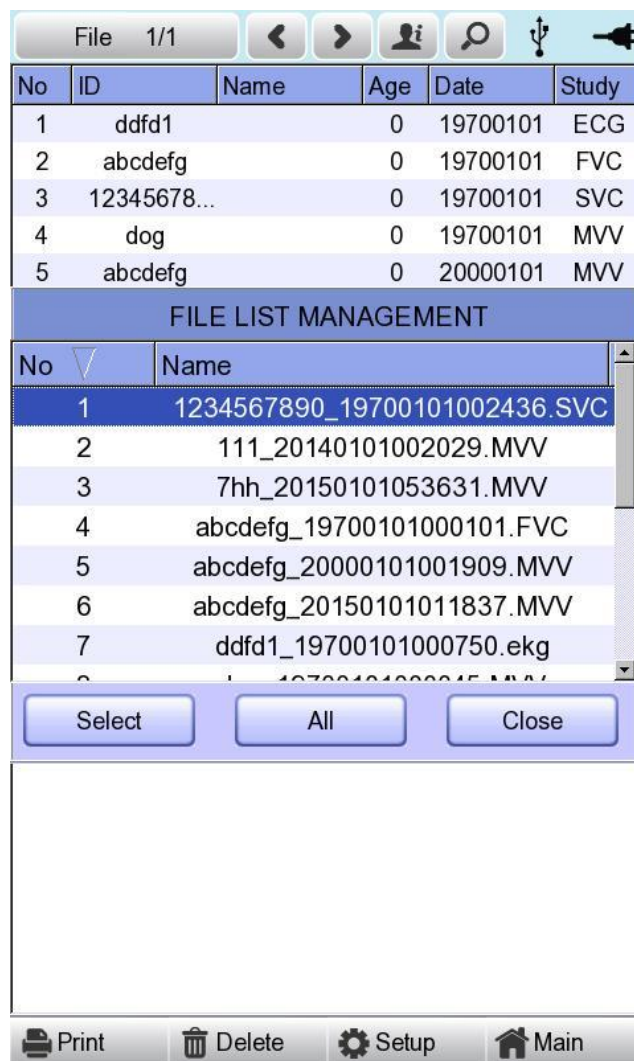 File 1/1
No ID Name Age Date Study
1 ddfd1 0 19700101 ECG
2 abcdefg 0 19700101 FVC
3 12345678... 0 19700101 SVC
4 dog 0 19700101 MVV
5 abcdefg 0 20000101 MVV
FILE LIST MANAGEMENT
No Name
1 1234567890_19700101002436.SVC
2 111_20140101002029.MVV
3 7hh_20150101053631.MVV
4 abcdefg_19700101000101.FVC
5 abcdefg_20000101001909.MVV
6 abcdefg_20150101011837.MVV
7 ddfd1_19700101000750.ekg
Select All Close
Print Delete Setup Main